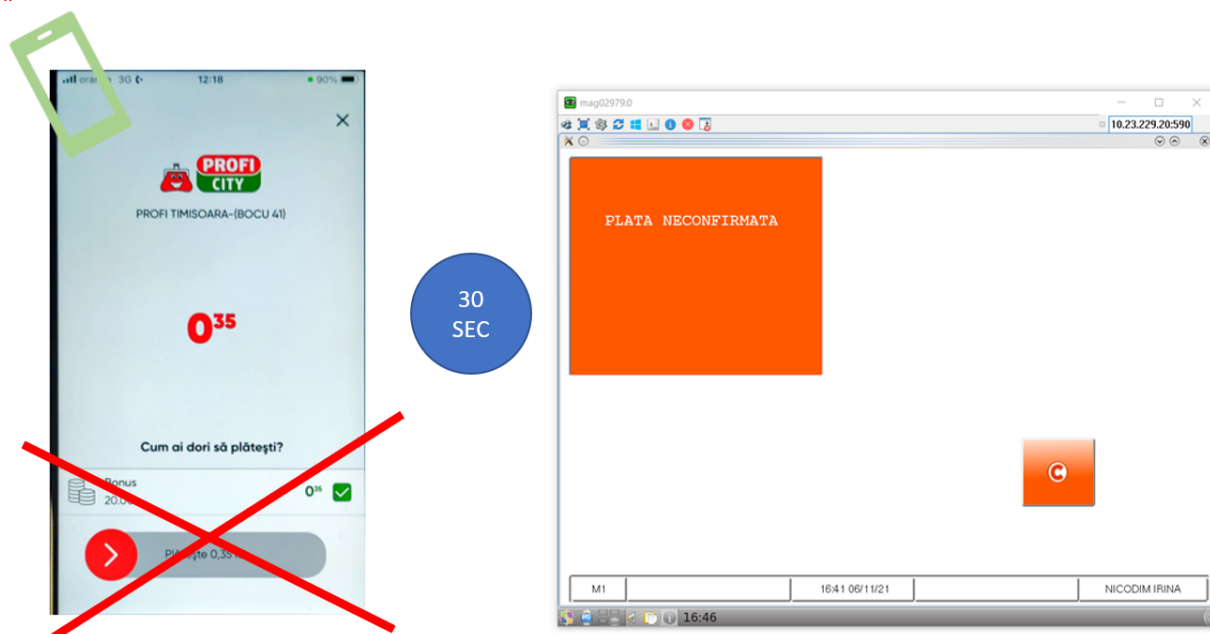 3G
12:18
90%
PROFI
CITY
PROFI TIMISOARA-(BOCU 41)
0³⁵
Cum ai dori să plătești?
Bonus
0³⁵
30
SEC
mag02979:0
10.23.229.20:590
PLATA NECONFIRMATA
C
M1
16:41 06/11/21
NICODIM IRINA
16:46